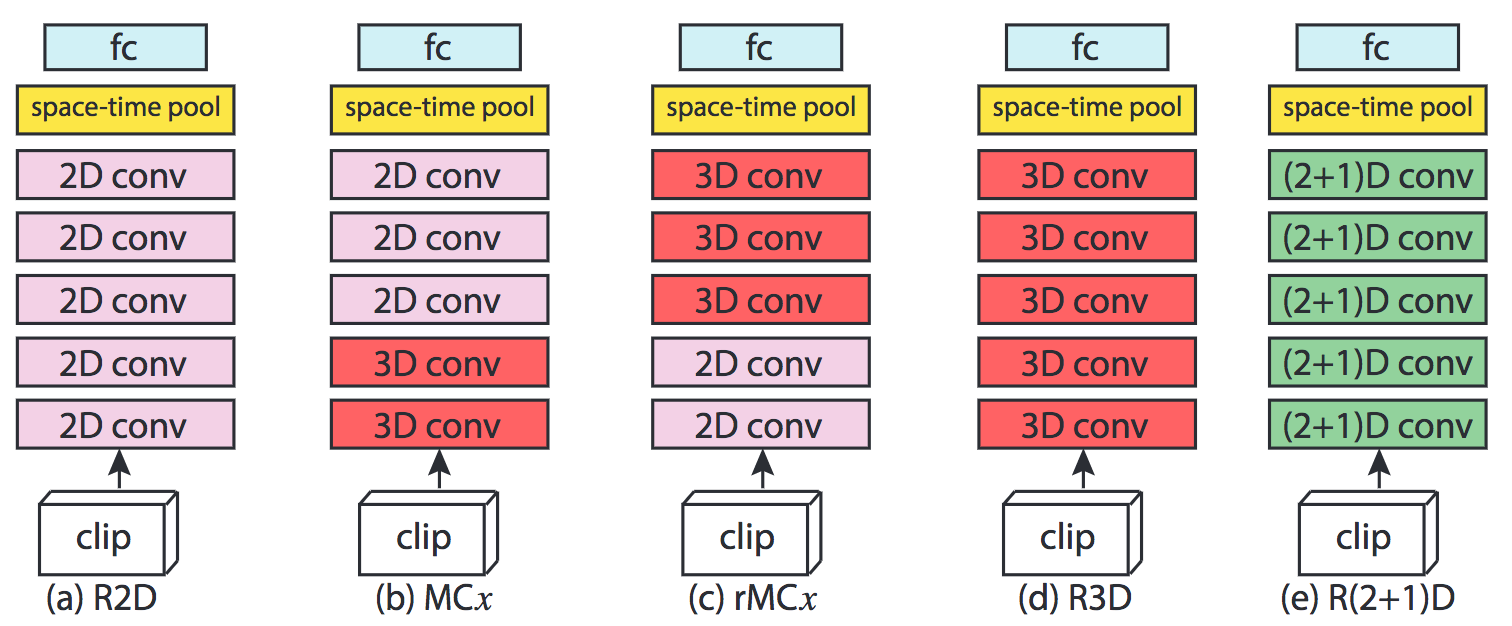 fc fc fc fc fc
space-time pool space-time pool space-time pool space-time pool space-time pool
2D conv 2D conv 3D conv 3D conv (2+1)D conv
2D conv 2D conv 3D conv 3D conv (2+1)D conv
2D conv 2D conv 3D conv 3D conv (2+1)D conv
2D conv 3D conv 2D conv 3D conv (2+1)D conv
2D conv 3D conv 2D conv 3D conv (2+1)D conv
clip clip clip clip clip
(a) R2D (b) MCx (c) rMCx (d) R3D (e) R(2+1)D